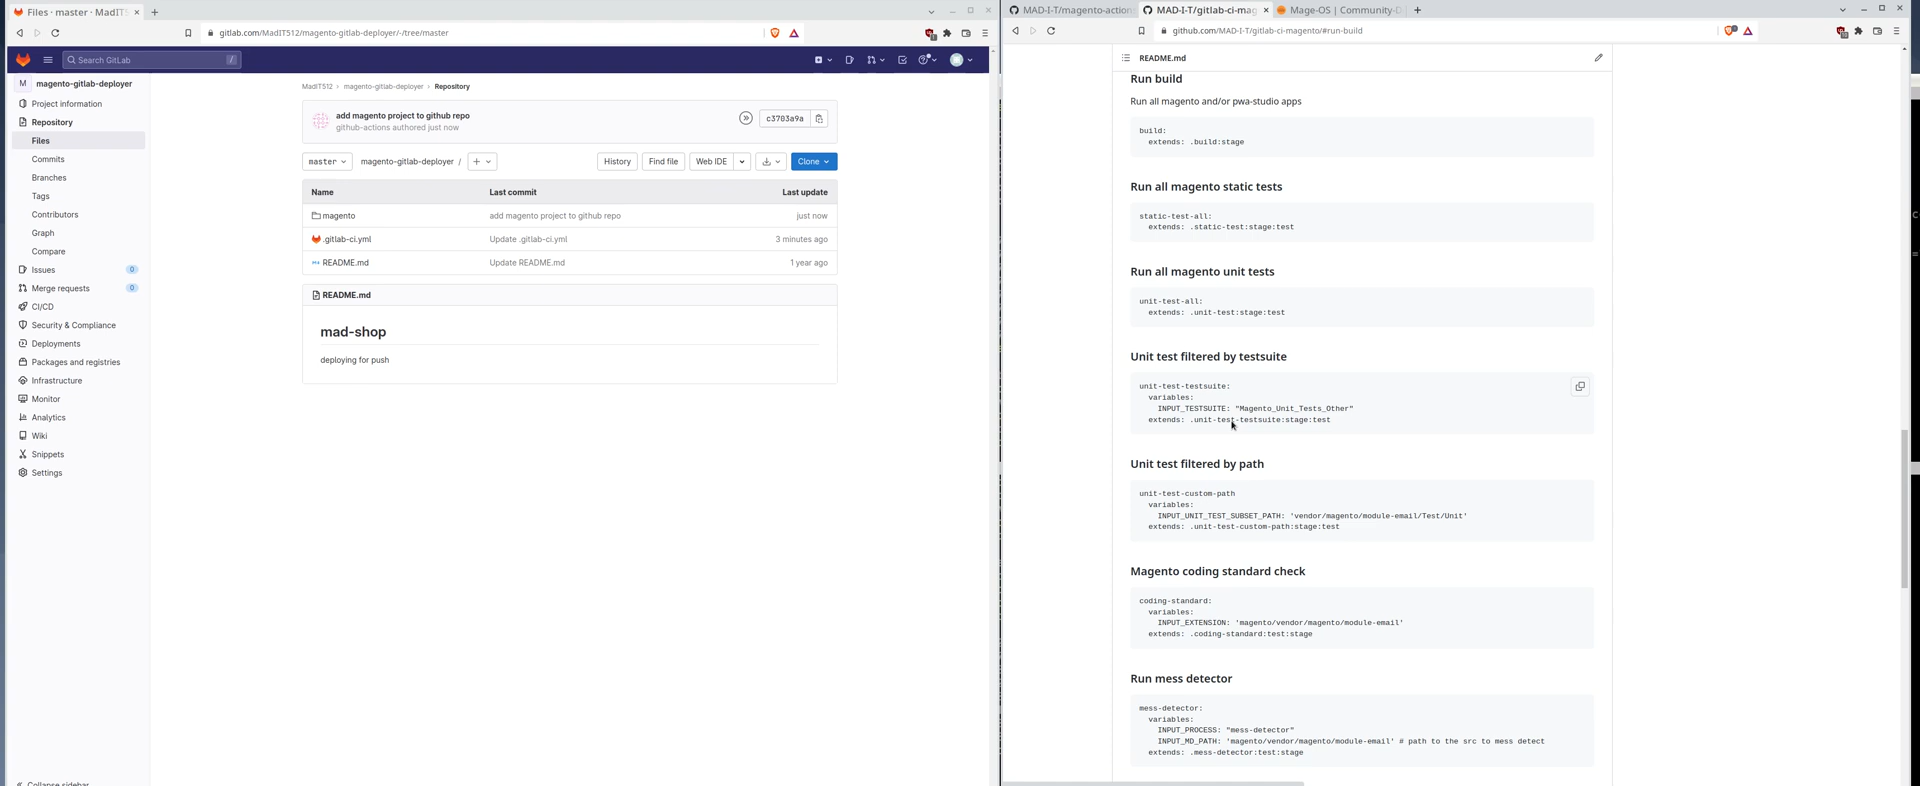 Files · master · MadIT5
gitlab.com/MadIT512/magento-gitlab-deployer/-/tree/master
Search GitLab
/
M magento-gitlab-deployer
Project information
Repository
Files
Commits
Branches
Tags
Contributors
Graph
Compare
Issues 0
Merge requests 0
CI/CD
Security & Compliance
Deployments
Packages and registries
Infrastructure
Monitor
Analytics
Wiki
Snippets
Settings
Collapse sidebar
MadIT512 › magento-gitlab-deployer › Repository
add magento project to github repo
github-actions authored just now
c3703a9a
master
magento-gitlab-deployer /
History
Find file
Web IDE
Clone
Name Last commit Last update
magento add magento project to github repo just now
.gitlab-ci.yml Update .gitlab-ci.yml 3 minutes ago
README.md Update README.md 1 year ago
README.md
mad-shop
deploying for push
MAD-I-T/magento-action
MAD-I-T/gitlab-ci-mag
Mage-OS | Community-D
github.com/MAD-I-T/gitlab-ci-magento/#run-build
README.md
Run build
Run all magento and/or pwa-studio apps
build:
extends: .build:stage
Run all magento static tests
static-test-all:
extends: .static-test:stage:test
Run all magento unit tests
unit-test-all:
extends: .unit-test:stage:test
Unit test filtered by testsuite
unit-test-testsuite:
variables:
INPUT_TESTSUITE: "Magento_Unit_Tests_Other"
extends: .unit-test-testsuite:stage:test
Unit test filtered by path
unit-test-custom-path
variables:
INPUT_UNIT_TEST_SUBSET_PATH: 'vendor/magento/module-email/Test/Unit'
extends: .unit-test-custom-path:stage:test
Magento coding standard check
coding-standard:
variables:
INPUT_EXTENSION: 'magento/vendor/magento/module-email'
extends: .coding-standard:test:stage
Run mess detector
mess-detector:
variables:
INPUT_PROCESS: "mess-detector"
INPUT_MD_PATH: 'magento/vendor/magento/module-email' # path to the src to mess detect
extends: .mess-detector:test:stage